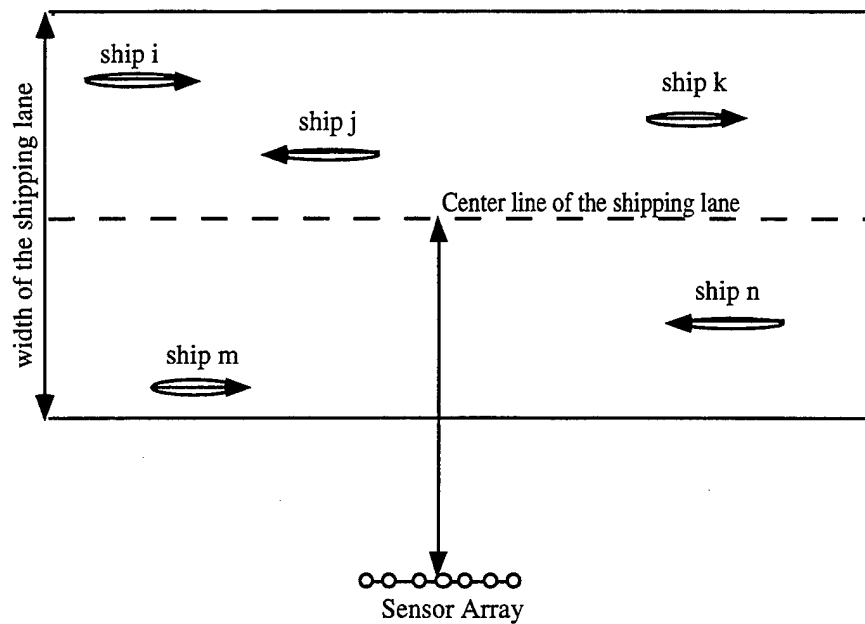 ship i
ship k
ship j
width of the shipping lane
Center line of the shipping lane
ship n
ship m
Sensor Array